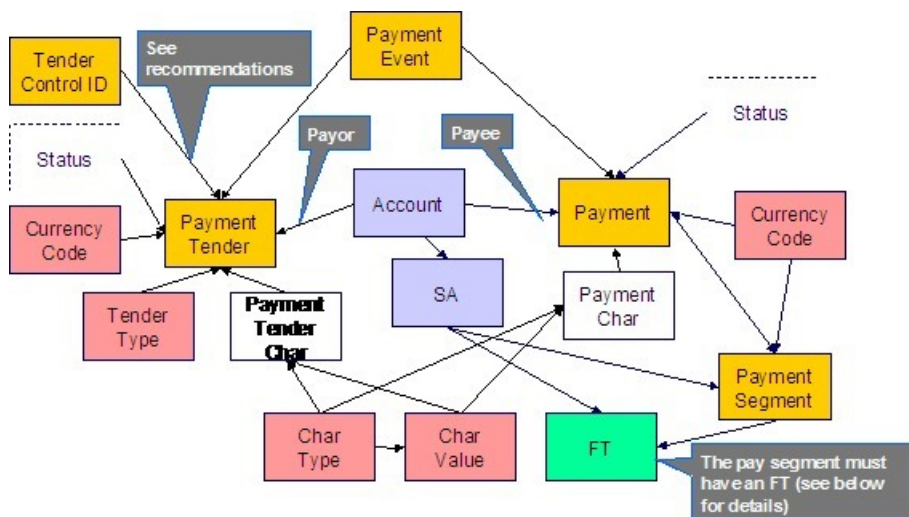 Tender
Control ID
See
recommendations
Payment
Event
Status
Payor
Payee
Status
Currency
Code
Payment
Tender
Account
Payment
Currency
Code
Tender
Type
Payment
Tender
Char
SA
Payment
Char
Payment
Segment
Char
Type
Char
Value
FT
The pay segment must
have an FT (see below
for details)